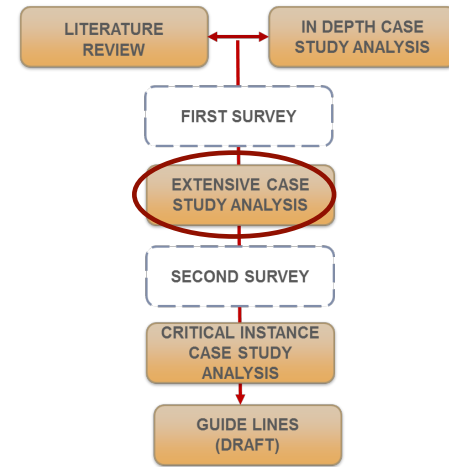 LITERATURE
REVIEW
IN DEPTH CASE
STUDY ANALYSIS
FIRST SURVEY
EXTENSIVE CASE
STUDY ANALYSIS
SECOND SURVEY
CRITICAL INSTANCE
CASE STUDY
ANALYSIS
GUIDE LINES
(DRAFT)